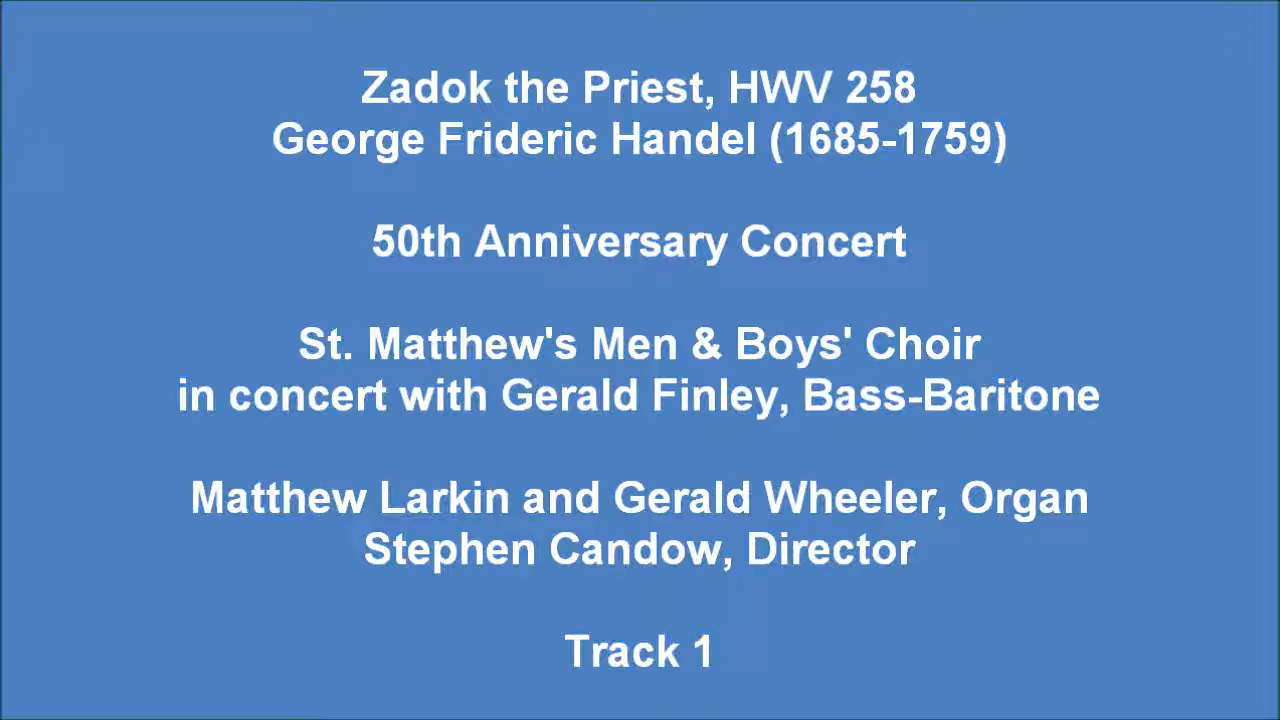 Zadok the Priest, HWV 258
George Frideric Handel (1685-1759)
50th Anniversary Concert
St. Matthew's Men & Boys' Choir
in concert with Gerald Finley, Bass-Baritone
Matthew Larkin and Gerald Wheeler, Organ
Stephen Candow, Director
Track 1